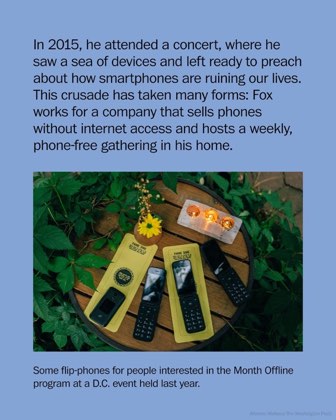 In 2015, he attended a concert, where he
saw a sea of devices and left ready to preach
about how smartphones are ruining our lives.
This crusade has taken many forms: Fox
works for a company that sells phones
without internet access and hosts a weekly,
phone-free gathering in his home.
Some flip-phones for people interested in the Month Offline
program at a D.C. event held last year.